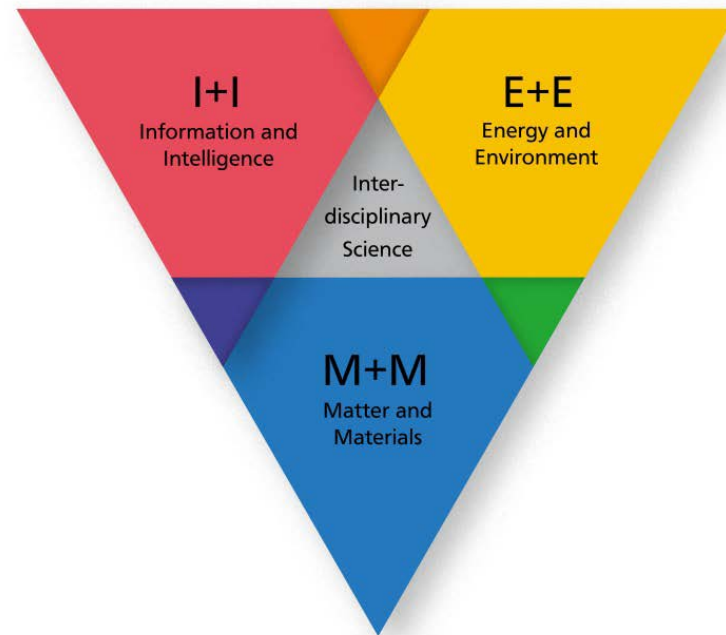 I+I
Information and
Intelligence
E+E
Energy and
Environment
Inter-
disciplinary
Science
M+M
Matter and
Materials